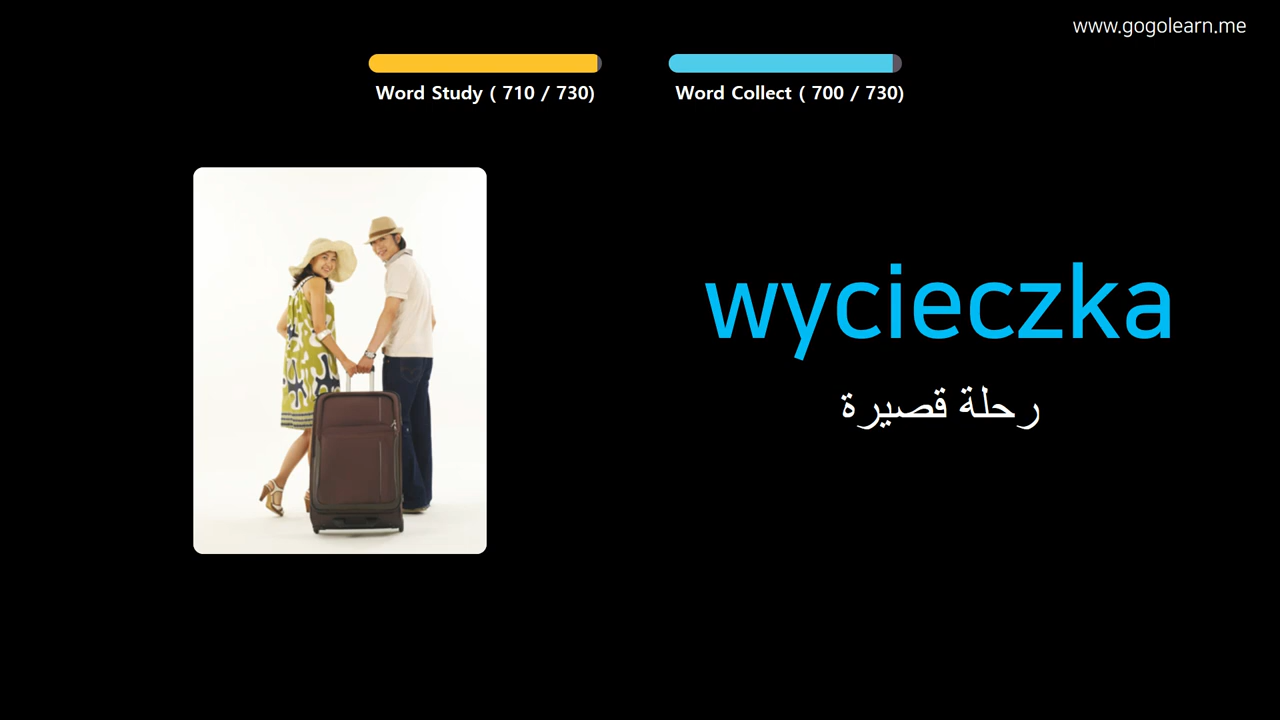 www.gogolearn.me
Word Study ( 710 / 730)
Word Collect ( 700 / 730)
wycieczka
رحلة قصيرة